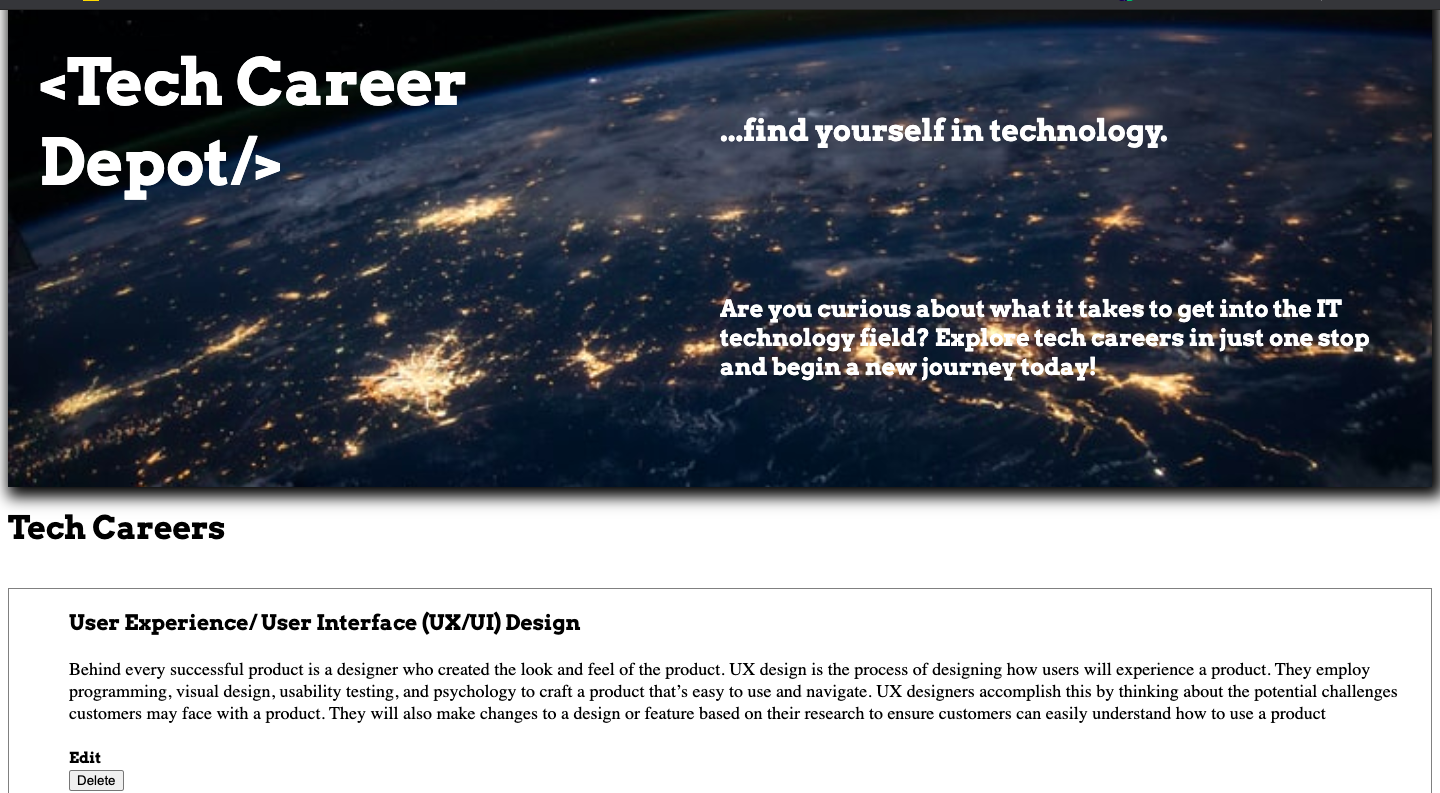 <Tech Career
Depot/>
...find yourself in technology.
Are you curious about what it takes to get into the IT
technology field? Explore tech careers in just one stop
and begin a new journey today!
Tech Careers
User Experience/ User Interface (UX/UI) Design
Behind every successful product is a designer who created the look and feel of the product. UX design is the process of designing how users will experience a product. They employ
programming, visual design, usability testing, and psychology to craft a product that’s easy to use and navigate. UX designers accomplish this by thinking about the potential challenges
customers may face with a product. They will also make changes to a design or feature based on their research to ensure customers can easily understand how to use a product
Edit
Delete